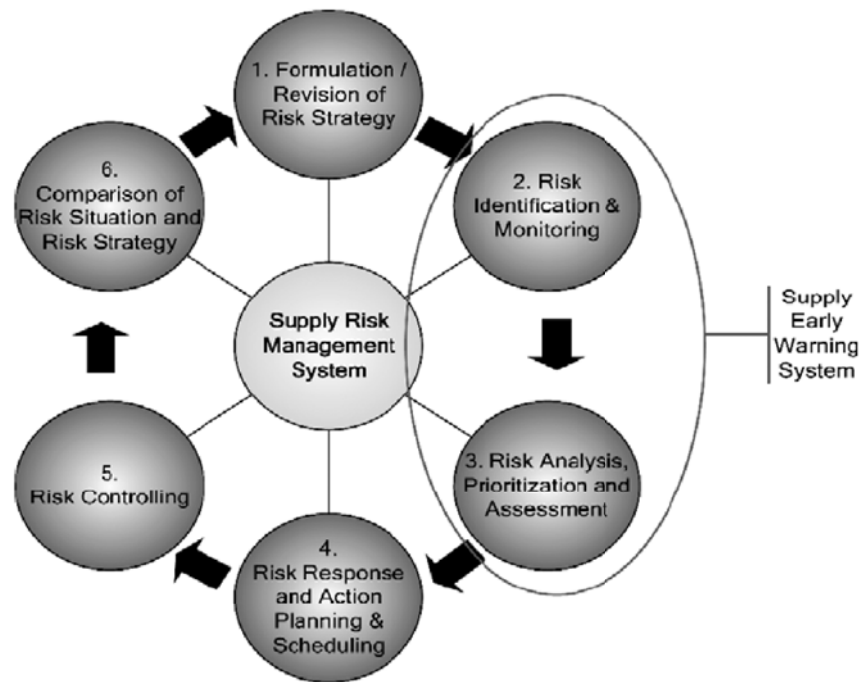 1. Formulation /
Revision of
Risk Strategy
2. Risk
Identification &
Monitoring
3. Risk Analysis,
Prioritization and
Assessment
4.
Risk Response
and Action
Planning &
Scheduling
5.
Risk Controlling
6.
Comparison of
Risk Situation and
Risk Strategy
Supply Risk
Management
System
Supply
Early
Warning
System